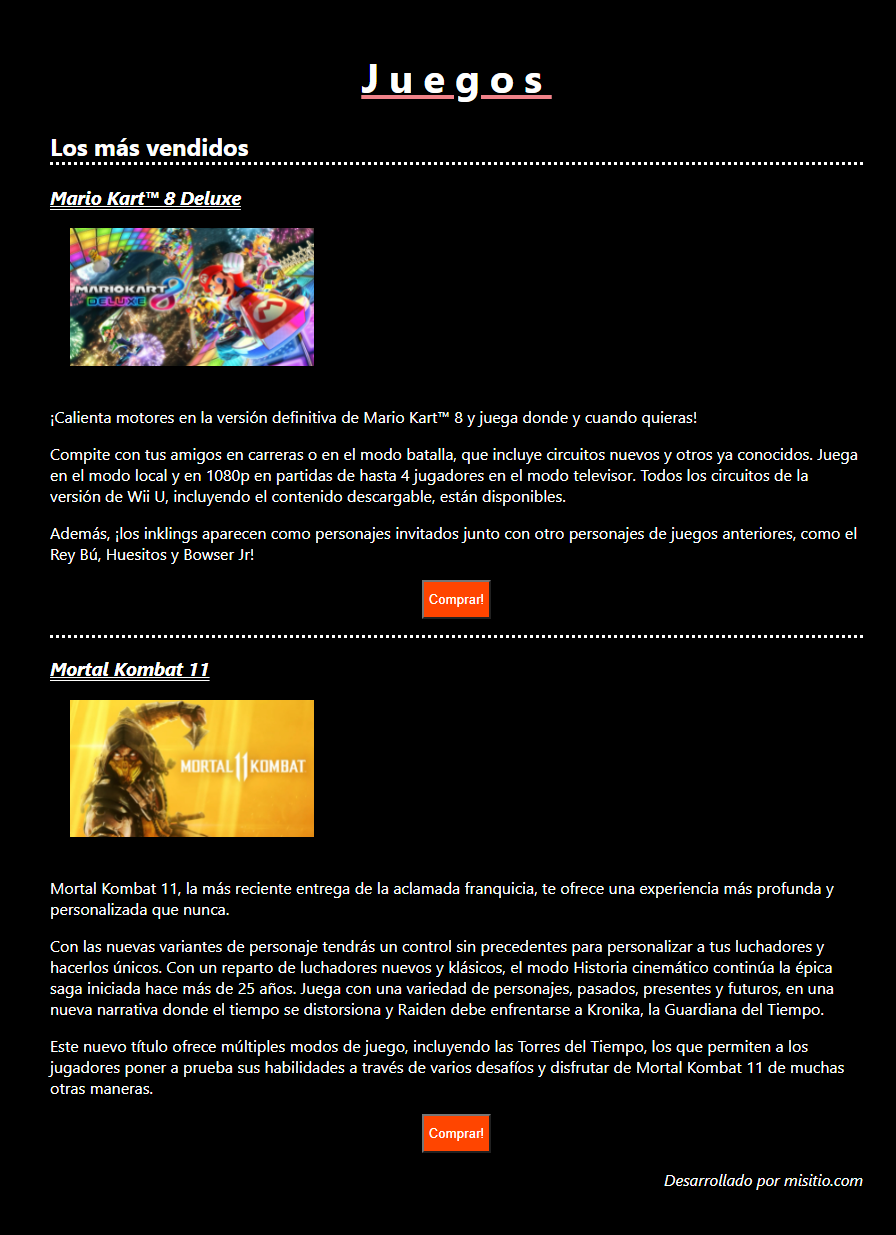 Juegos
Los más vendidos
Mario Kart™ 8 Deluxe
MARIOKART 8
DELUXE
¡Calienta motores en la versión definitiva de Mario Kart™ 8 y juega donde y cuando quieras!
Compite con tus amigos en carreras o en el modo batalla, que incluye circuitos nuevos y otros ya conocidos. Juega
en el modo local y en 1080p en partidas de hasta 4 jugadores en el modo televisor. Todos los circuitos de la
versión de Wii U, incluyendo el contenido descargable, están disponibles.
Además, ¡los inklings aparecen como personajes invitados junto con otro personajes de juegos anteriores, como el
Rey Bú, Huesitos y Bowser Jr!
Comprar!
Mortal Kombat 11
MORTAL 11 KOMBAT
Mortal Kombat 11, la más reciente entrega de la aclamada franquicia, te ofrece una experiencia más profunda y
personalizada que nunca.
Con las nuevas variantes de personaje tendrás un control sin precedentes para personalizar a tus luchadores y
hacerlos únicos. Con un reparto de luchadores nuevos y klásicos, el modo Historia cinemático continúa la épica
saga iniciada hace más de 25 años. Juega con una variedad de personajes, pasados, presentes y futuros, en una
nueva narrativa donde el tiempo se distorsiona y Raiden debe enfrentarse a Kronika, la Guardiana del Tiempo.
Este nuevo título ofrece múltiples modos de juego, incluyendo las Torres del Tiempo, los que permiten a los
jugadores poner a prueba sus habilidades a través de varios desafíos y disfrutar de Mortal Kombat 11 de muchas
otras maneras.
Comprar!
Desarrollado por misitio.com